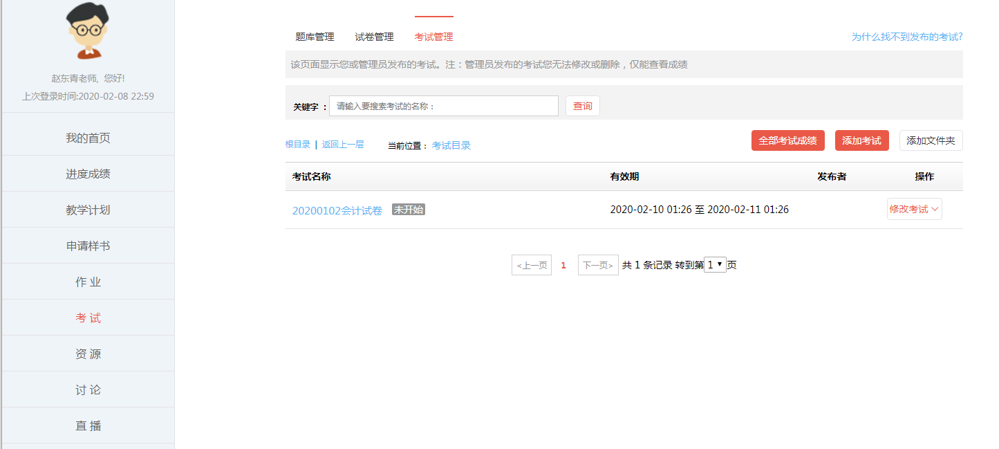 赵东青老师, 您好!
上次登录时间:2020-02-08 22:59
我的首页
进度成绩
教学计划
申请样书
作 业
考 试
资 源
讨 论
直 播
题库管理 试卷管理 考试管理 为什么找不到发布的考试?
该页面显示您或管理员发布的考试。注：管理员发布的考试您无法修改或删除，仅能查看成绩
关键字 ： 请输入要搜索考试的名称： 查询
根目录 | 返回上一层 当前位置： 考试目录 全部考试成绩 添加考试 添加文件夹
考试名称 有效期 发布者 操作
20200102会计试卷 未开始 2020-02-10 01:26 至 2020-02-11 01:26 修改考试
<上一页 1 下一页> 共 1 条记录 转到第 1 页